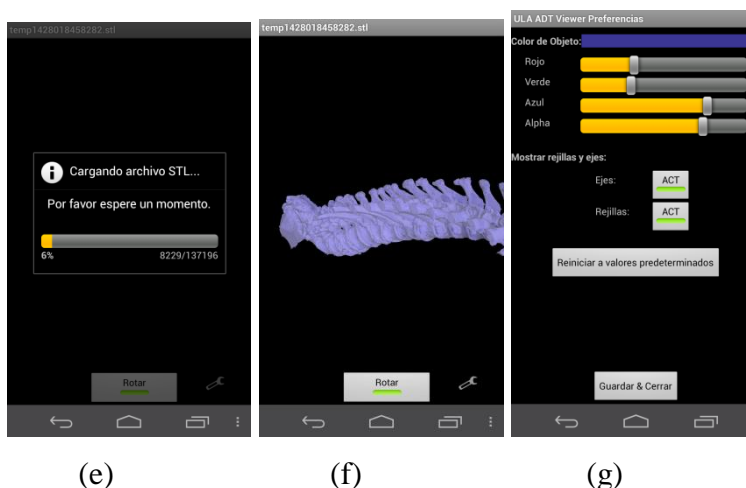 temp1428018458282.stl
Cargando archivo STL...
Por favor espere un momento.
6%
8229/137196
Rotar
temp1428018458282.stl
Rotar
ULA ADT Viewer Preferencias
Color de Objeto:
Rojo
Verde
Azul
Alpha
Mostrar rejillas y ejes:
Ejes: ACT
Rejillas: ACT
Reiniciar a valores predeterminados
Guardar & Cerrar
(e) (f) (g)